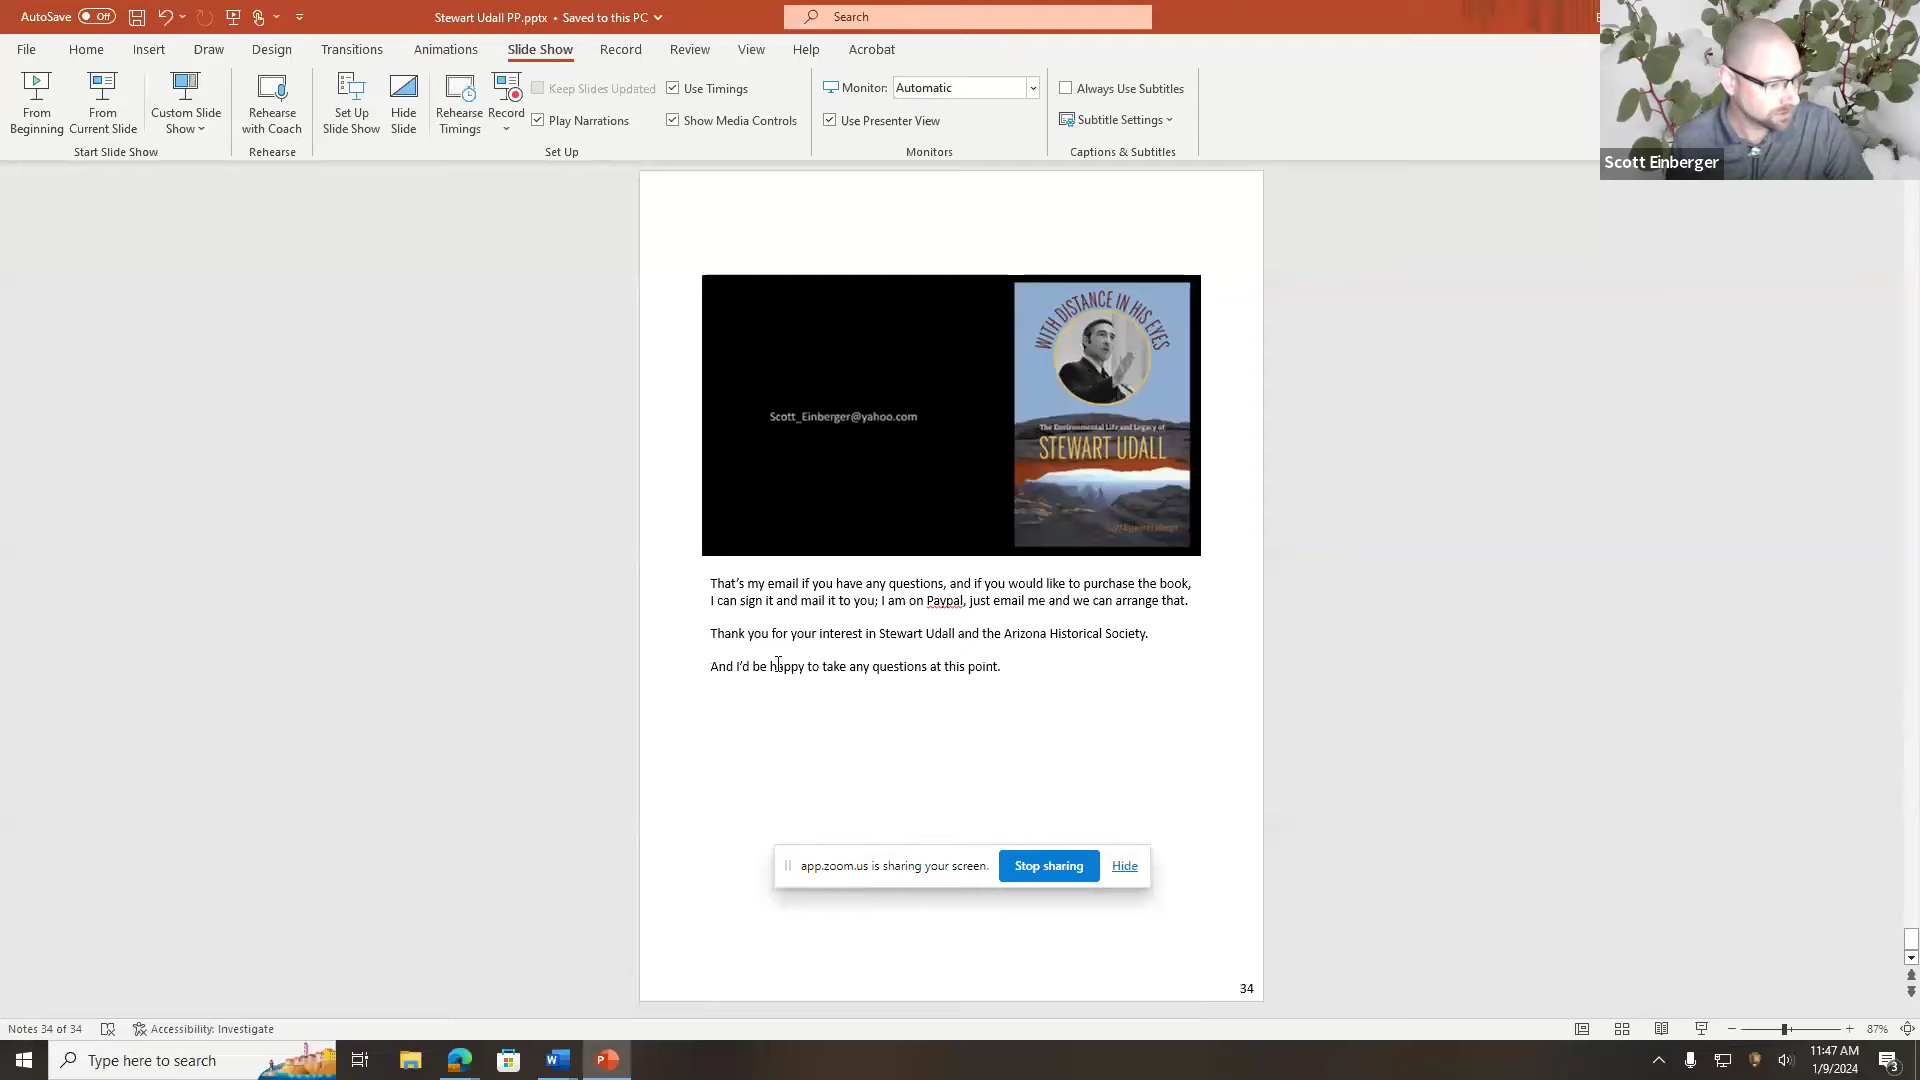 AutoSave Off
Stewart Udall PP.pptx • Saved to this PC
Search
File Home Insert Draw Design Transitions Animations Slide Show Record Review View Help Acrobat
From Beginning
From Current Slide
Custom Slide Show
Start Slide Show
Rehearse with Coach
Rehearse
Set Up Slide Show
Hide Slide
Rehearse Timings
Record
Keep Slides Updated
Use Timings
Play Narrations
Show Media Controls
Set Up
Monitor: Automatic
Use Presenter View
Monitors
Always Use Subtitles
Subtitle Settings
Captions & Subtitles
Scott Einberger
WITH DISTANCE IN HIS EYES
Scott_Einberger@yahoo.com
The Environmental Life and Legacy of
STEWART UDALL
That's my email if you have any questions, and if you would like to purchase the book,
I can sign it and mail it to you; I am on Paypal, just email me and we can arrange that.
Thank you for your interest in Stewart Udall and the Arizona Historical Society.
And I'd be happy to take any questions at this point.
app.zoom.us is sharing your screen. Stop sharing Hide
34
Notes 34 of 34 Accessibility: Investigate
87%
Type here to search
11:47 AM
1/9/2024
3